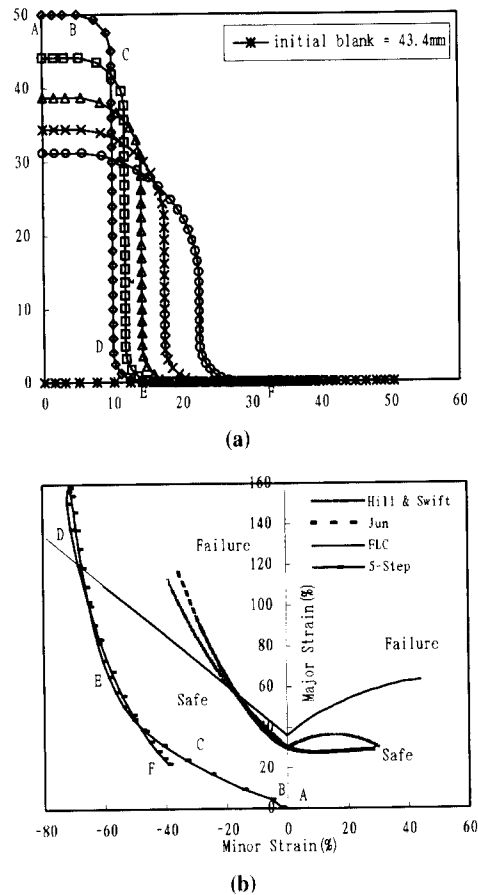 50
A
B
C
initial blank = 43.4mm
40
30
20
10
D
0
E
F
0
10
20
30
40
50
60
(a)
160
D
Failure
140
Hill & Swift
Jun
FLC
5-Step
120
100
80
Major Strain(%)
Failure
E
Safe
60
40
C
F
20
Safe
B
A
0
-80
-60
-40
-20
0
20
40
60
Minor Strain(%)
(b)